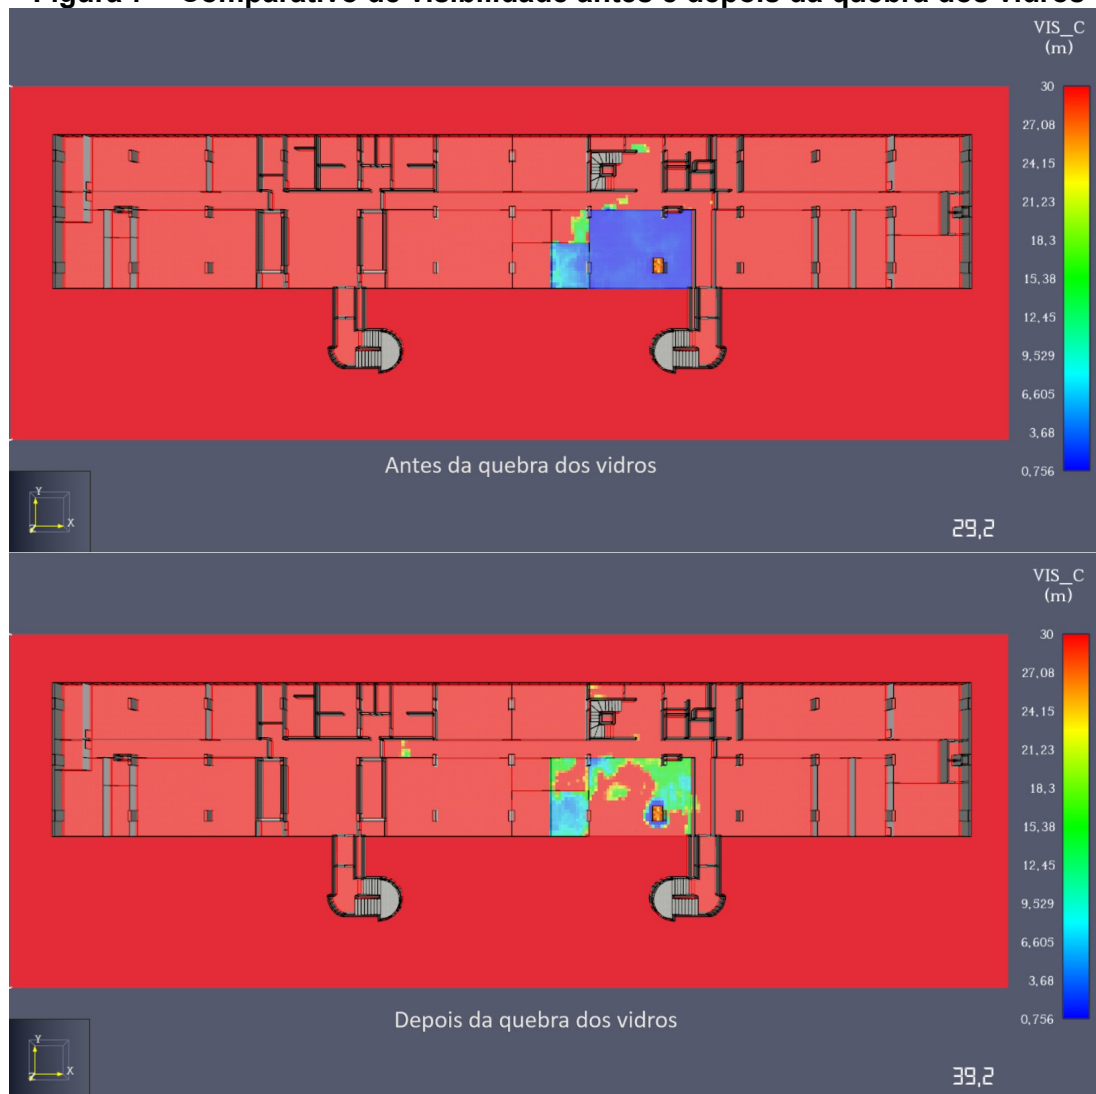 Figura 7 – Comparativo de visibilidade antes e depois da quebra dos vidros
VIS_C
(m)
30
27,08
24,15
21,23
18,3
15,38
12,45
9,529
6,605
3,68
0,756
Antes da quebra dos vidros
Y
Z
X
29,2
VIS_C
(m)
30
27,08
24,15
21,23
18,3
15,38
12,45
9,529
6,605
3,68
0,756
Depois da quebra dos vidros
Y
Z
X
39,2